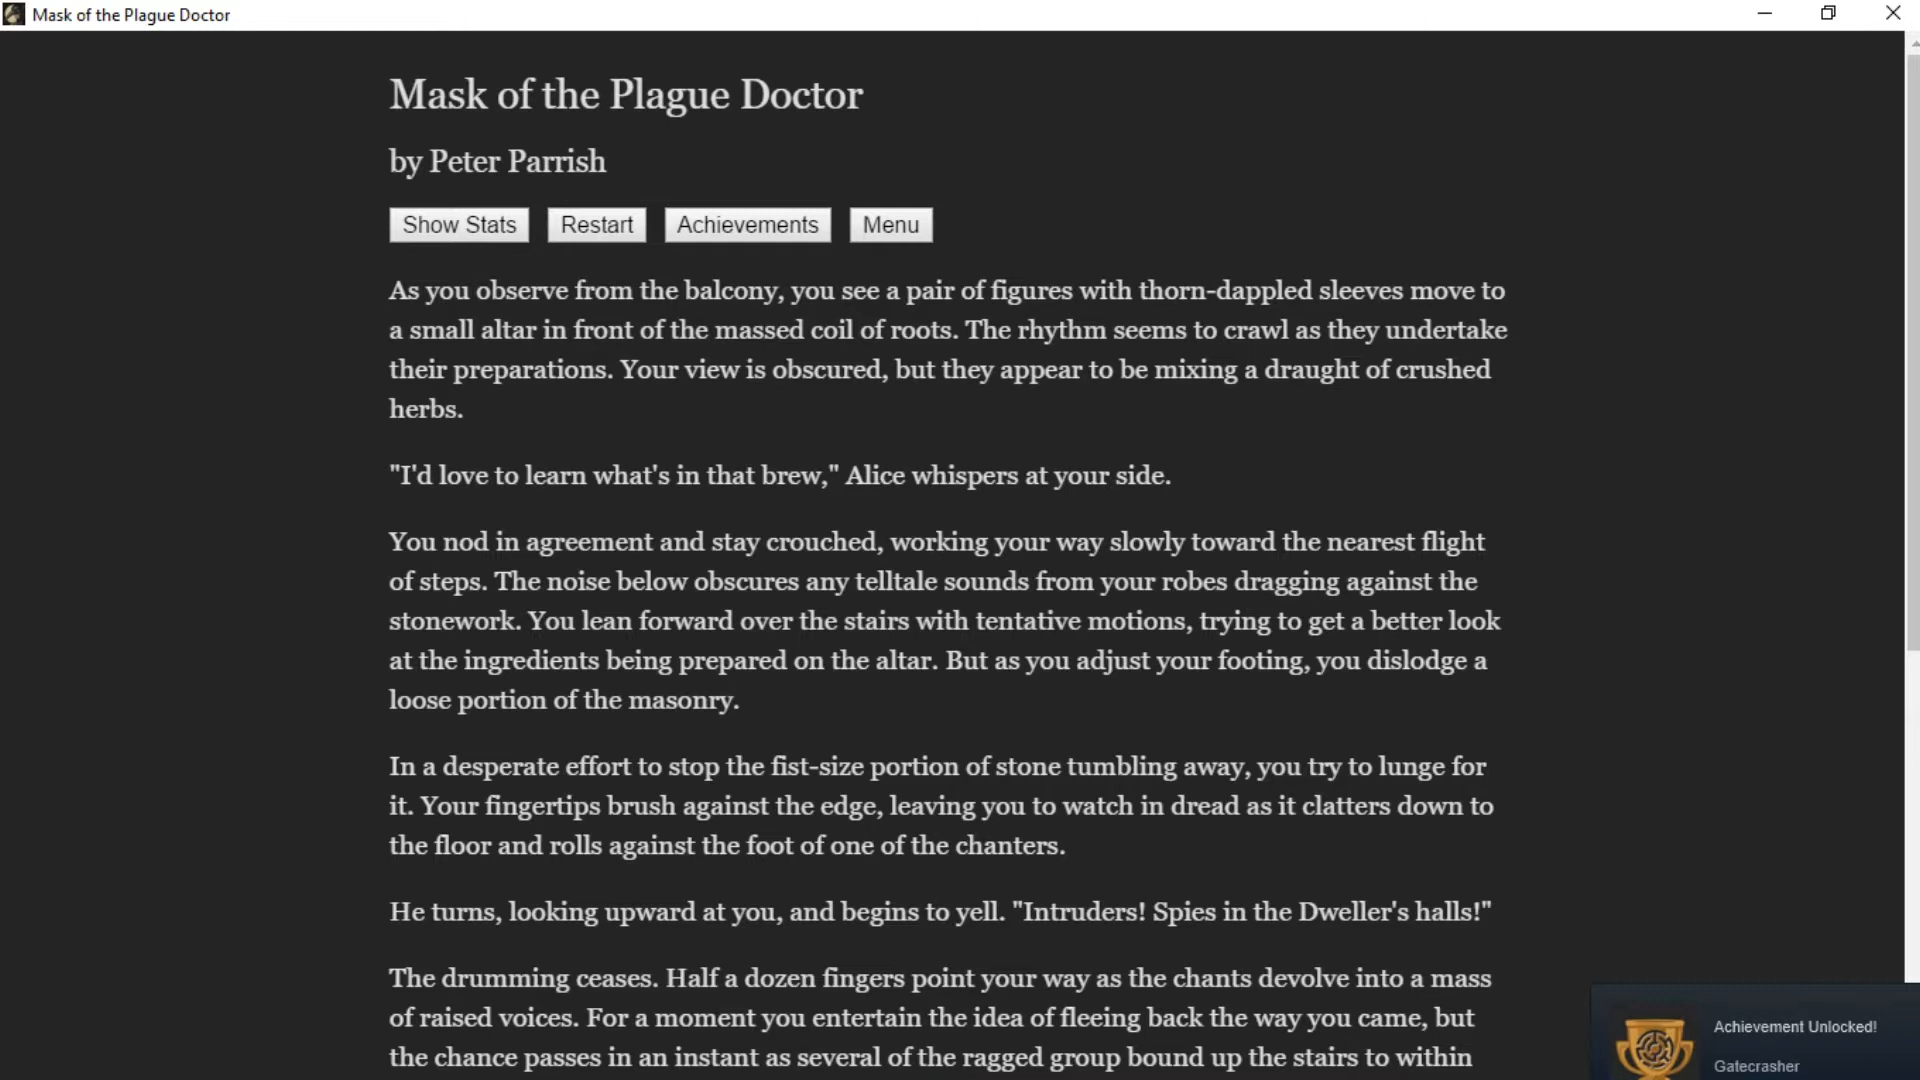 Mask of the Plague Doctor
Mask of the Plague Doctor
by Peter Parrish
Show Stats Restart Achievements Menu
As you observe from the balcony, you see a pair of figures with thorn-dappled sleeves move to
a small altar in front of the massed coil of roots. The rhythm seems to crawl as they undertake
their preparations. Your view is obscured, but they appear to be mixing a draught of crushed
herbs.
"I'd love to learn what's in that brew," Alice whispers at your side.
You nod in agreement and stay crouched, working your way slowly toward the nearest flight
of steps. The noise below obscures any telltale sounds from your robes dragging against the
stonework. You lean forward over the stairs with tentative motions, trying to get a better look
at the ingredients being prepared on the altar. But as you adjust your footing, you dislodge a
loose portion of the masonry.
In a desperate effort to stop the fist-size portion of stone tumbling away, you try to lunge for
it. Your fingertips brush against the edge, leaving you to watch in dread as it clatters down to
the floor and rolls against the foot of one of the chanters.
He turns, looking upward at you, and begins to yell. "Intruders! Spies in the Dweller's halls!"
The drumming ceases. Half a dozen fingers point your way as the chants devolve into a mass
of raised voices. For a moment you entertain the idea of fleeing back the way you came, but
the chance passes in an instant as several of the ragged group bound up the stairs to within
Achievement Unlocked!
Gatecrasher